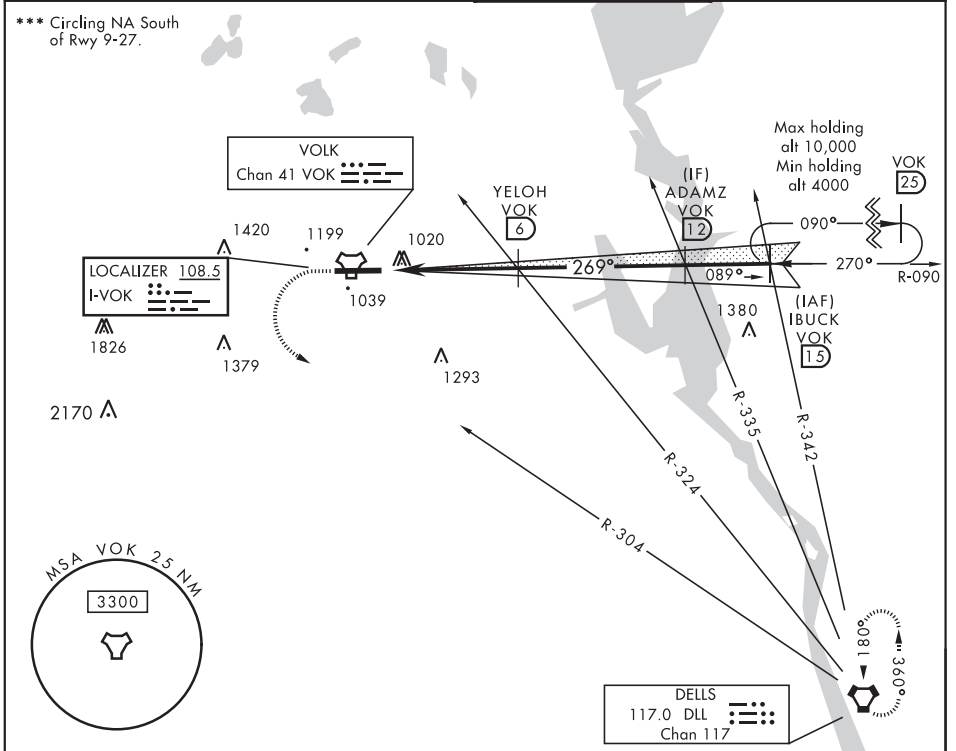 *** Circling NA South
of Rwy 9-27.
VOLK
Chan 41 VOK
LOCALIZER 108.5
I-VOK
1420
1199
1020
1039
1826
1379
2170
1293
YELOH
VOK
6
(IF)
ADAMZ
VOK
12
Max holding
alt 10,000
Min holding
alt 4000
VOK
25
090°
269°
089°
270°
R-090
1380
(IAF)
IBUCK
VOK
15
R-335
R-342
R-324
R-304
MSA VOK 25 NM
3300
180°
360°
DELLS
117.0 DLL
Chan 117